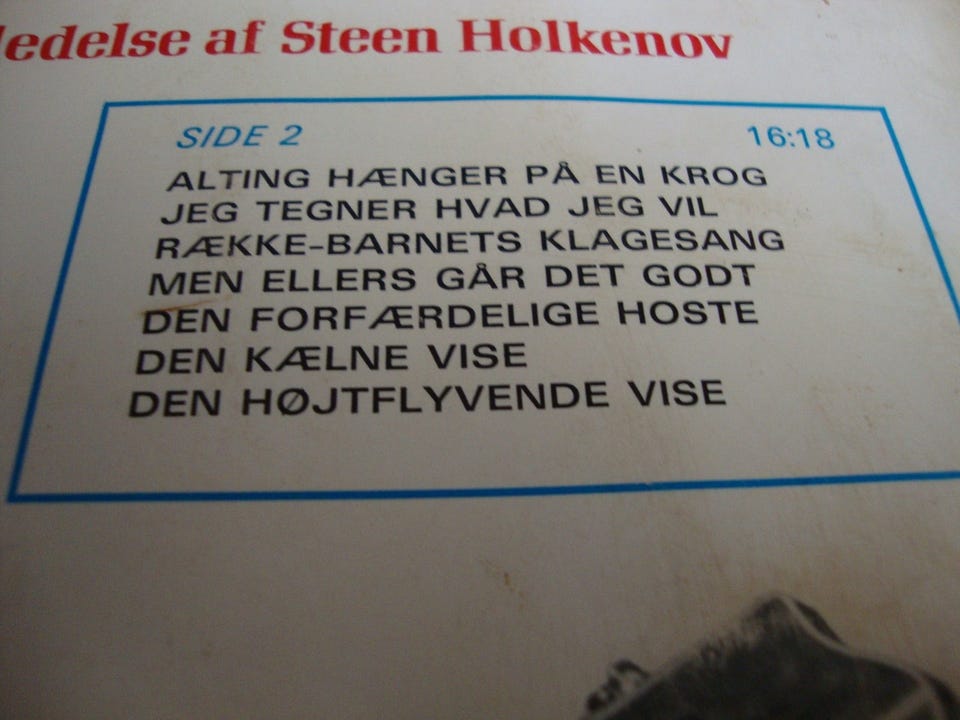 ledelse af Steen Holkenov
SIDE 2 16:18
ALTING HÆNGER PÅ EN KROG
JEG TEGNER HVAD JEG VIL
RÆKKE-BARNETS KLAGESANG
MEN ELLERS GÅR DET GODT
DEN FORFÆRDELIGE HOSTE
DEN KÆLNE VISE
DEN HØJTFLYVENDE VISE